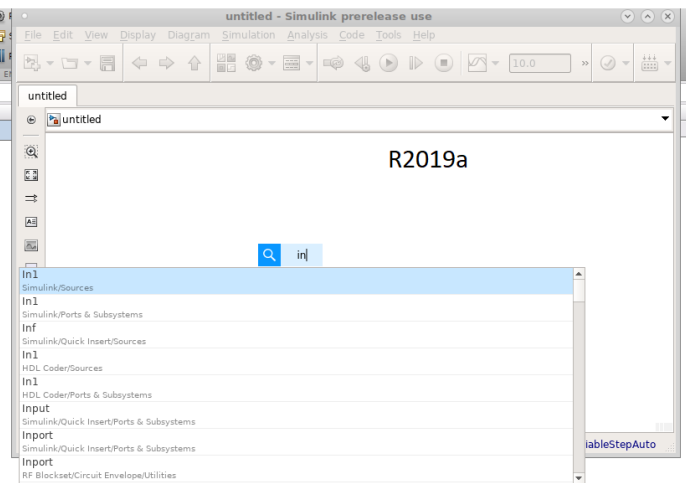 untitled - Simulink prerelease use
File Edit View Display Diagram Simulation Analysis Code Tools Help
10.0 »
untitled
untitled
R2019a
in
In1
Simulink/Sources
In1
Simulink/Ports & Subsystems
Inf
Simulink/Quick Insert/Sources
In1
HDL Coder/Sources
In1
HDL Coder/Ports & Subsystems
Input
Simulink/Quick Insert/Ports & Subsystems
Inport
Simulink/Quick Insert/Ports & Subsystems
iableStepAuto
Inport
RF Blockset/Circuit Envelope/Utilities